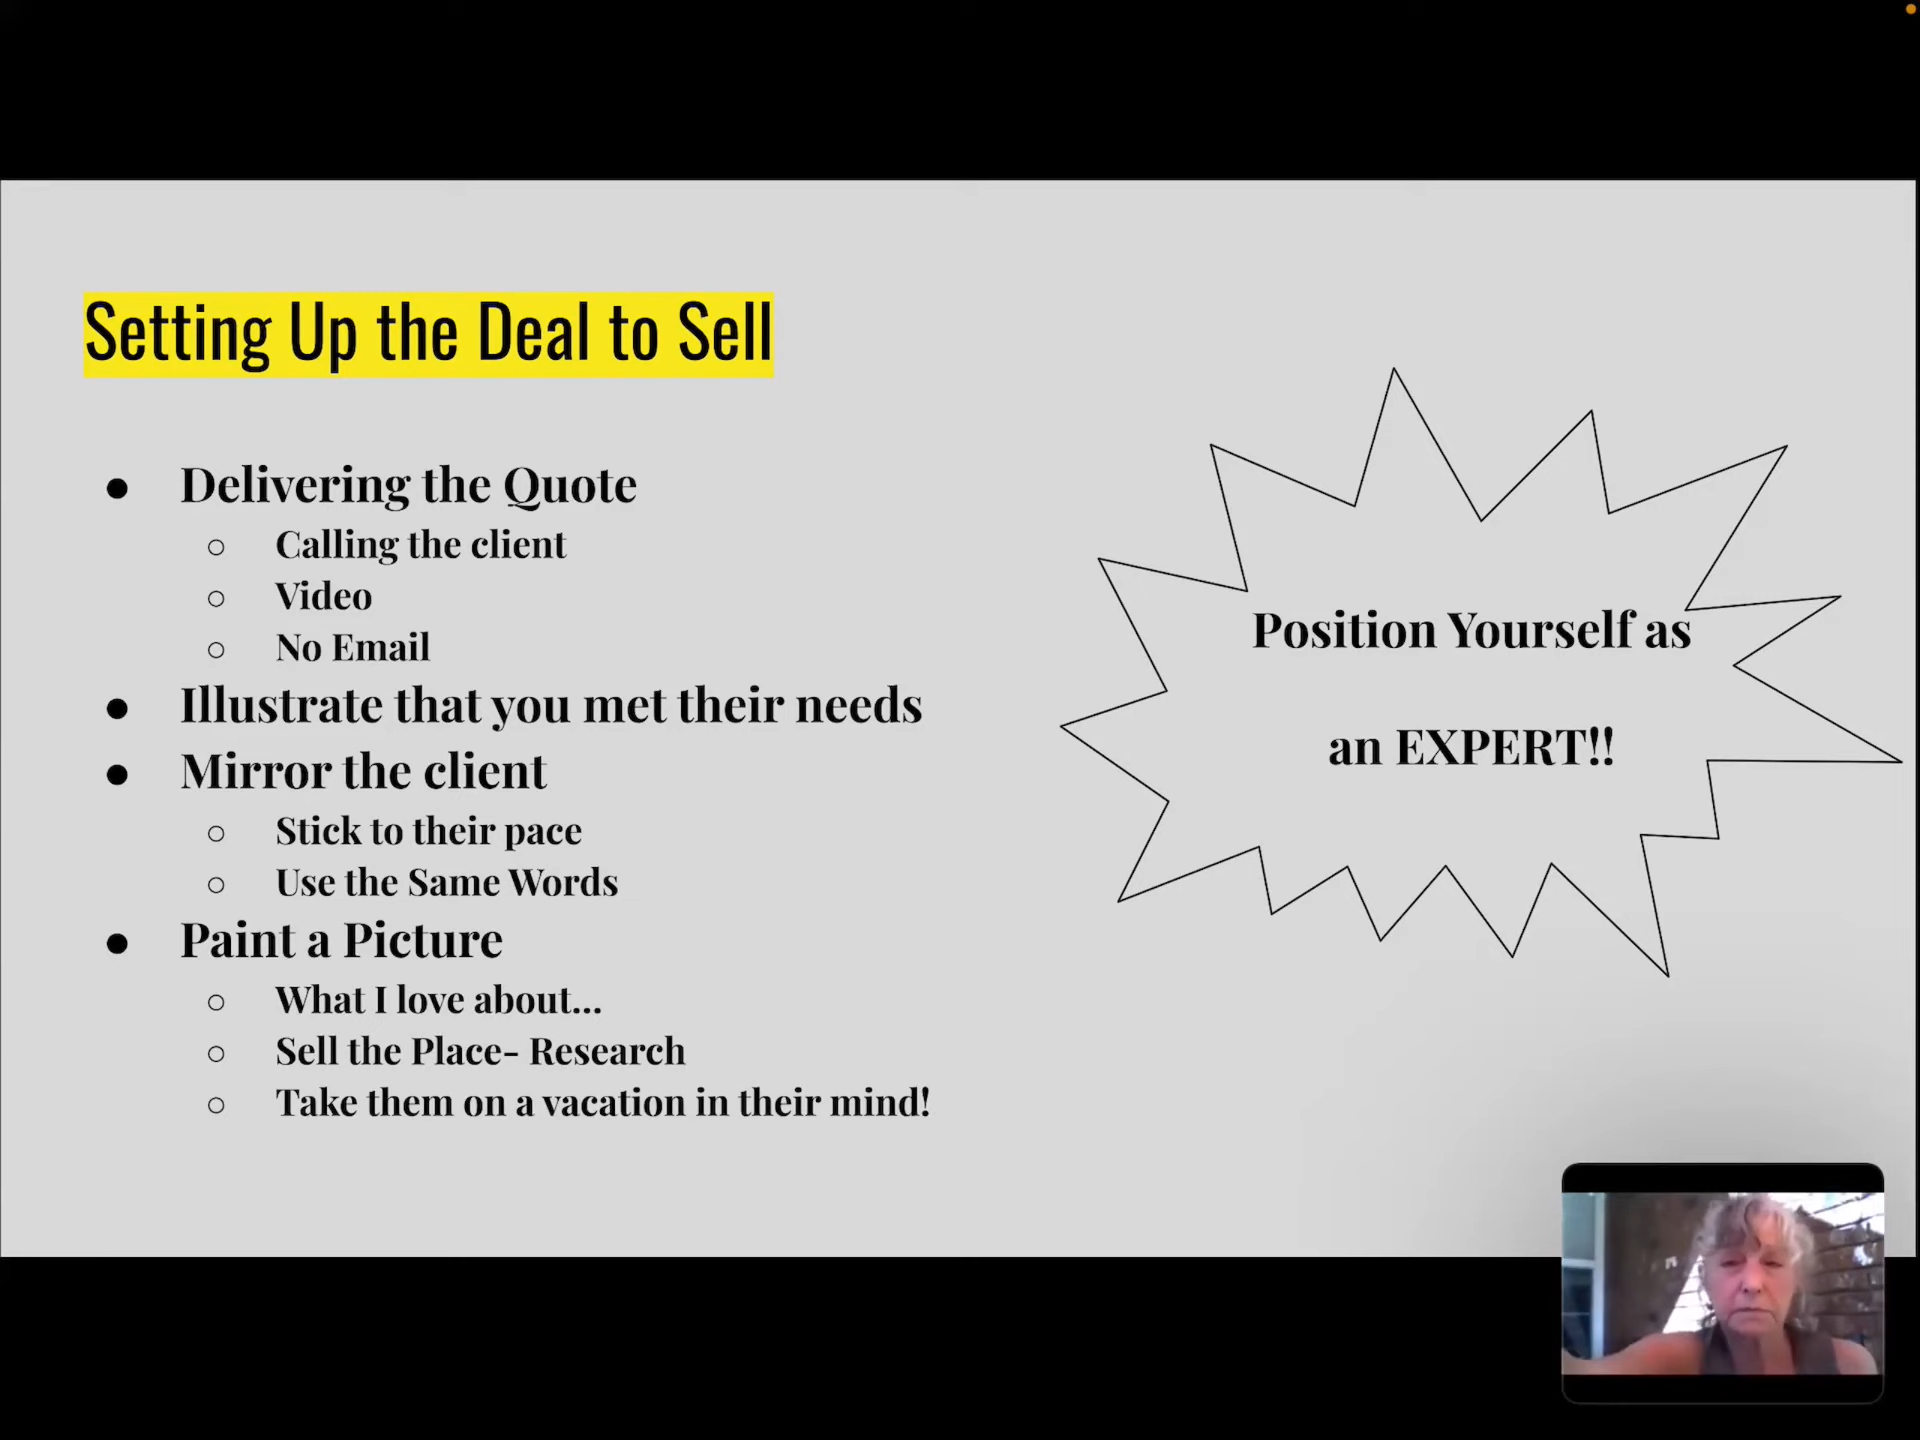 Setting Up the Deal to Sell
● Delivering the Quote
○ Calling the client
○ Video
○ No Email
● Illustrate that you met their needs
● Mirror the client
○ Stick to their pace
○ Use the Same Words
● Paint a Picture
○ What I love about...
○ Sell the Place- Research
○ Take them on a vacation in their mind!
Position Yourself as
an EXPERT!!